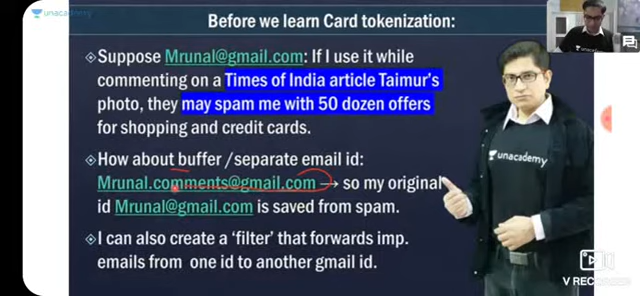 unacademy
Before we learn Card tokenization:
Suppose Mrunal@gmail.com: If I use it while
commenting on a Times of India article Taimur's
photo, they may spam me with 50 dozen offers
for shopping and credit cards.
How about buffer /separate email id:
Mrunal.comments@gmail.com → so my original
id Mrunal@gmail.com is saved from spam.
I can also create a 'filter' that forwards imp.
emails from one id to another gmail id.
unacademy
V RECORDER